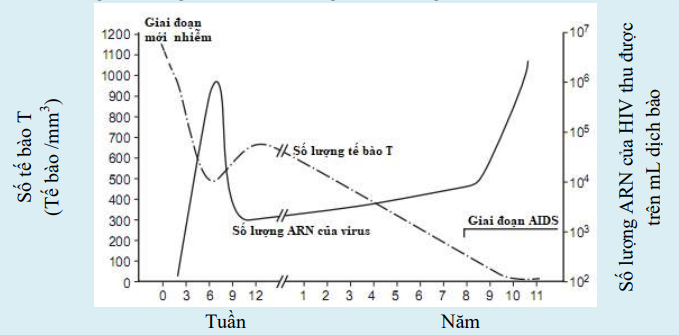 Giai đoạn
mới nhiễm
1200
1100
1000
900
800
700
600
500
400
300
200
100
0
Số tế bào T
(Tế bào /mm³)
10⁷
10⁶
10⁵
10⁴
10³
10²
Số lượng ARN của HIV thu được
trên mL dịch bào
Số lượng tế bào T
Số lượng ARN của virus
Giai đoạn AIDS
0 3 6 9 12 1 2 3 4 5 6 7 8 9 10 11
Tuần Năm